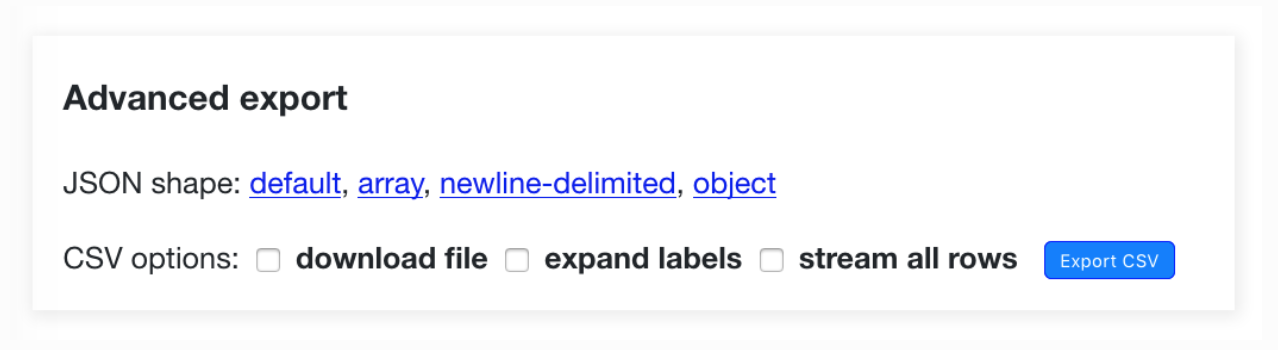 Advanced export
JSON shape: default, array, newline-delimited, object
CSV options: download file expand labels stream all rows Export CSV